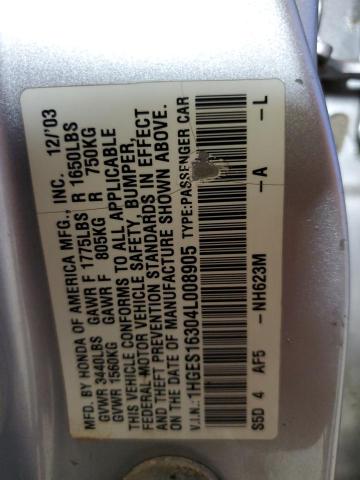 MFD. BY HONDA OF AMERICA MFG., INC. 12/'03
GVWR 3440LBS GAWR F 1775LBS R 1650LBS
GVWR 1560KG GAWR F 805KG R 750KG
THIS VEHICLE CONFORMS TO ALL APPLICABLE
FEDERAL MOTOR VEHICLE SAFETY, BUMPER,
AND THEFT PREVENTION STANDARDS IN EFFECT
ON THE DATE OF MANUFACTURE SHOWN ABOVE.
V.I.N.: 1HGES16304L008905 TYPE: PASSENGER CAR
S5D 4 AF5 -NH623M -A -L